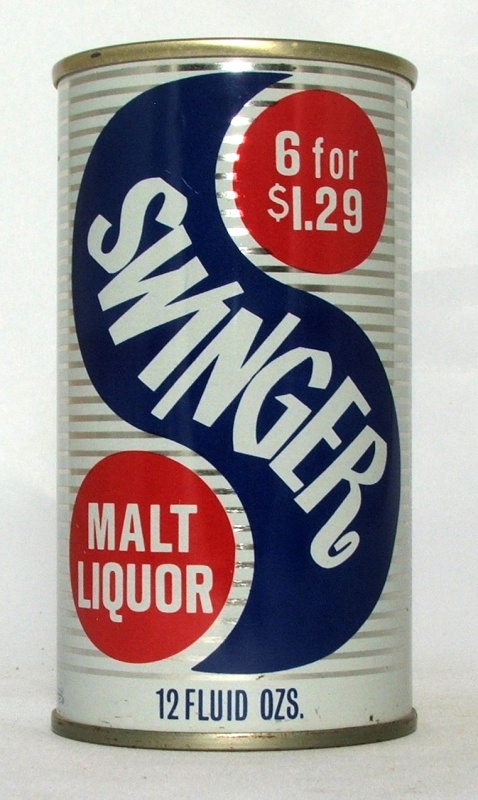 6 for
$1.29
SWINGER
MALT
LIQUOR
12 FLUID OZS.